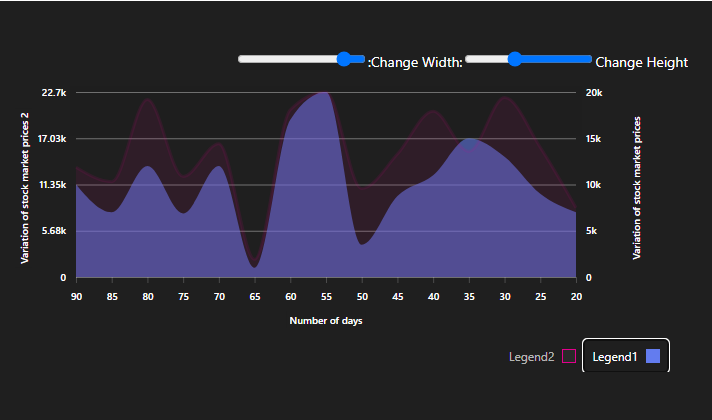 :Change Width: Change Height
22.7k
17.03k
11.35k
5.68k
0
Variation of stock market prices 2
20k
15k
10k
5k
0
Variation of stock market prices
90 85 80 75 70 65 60 55 50 45 40 35 30 25 20
Number of days
Legend2 Legend1